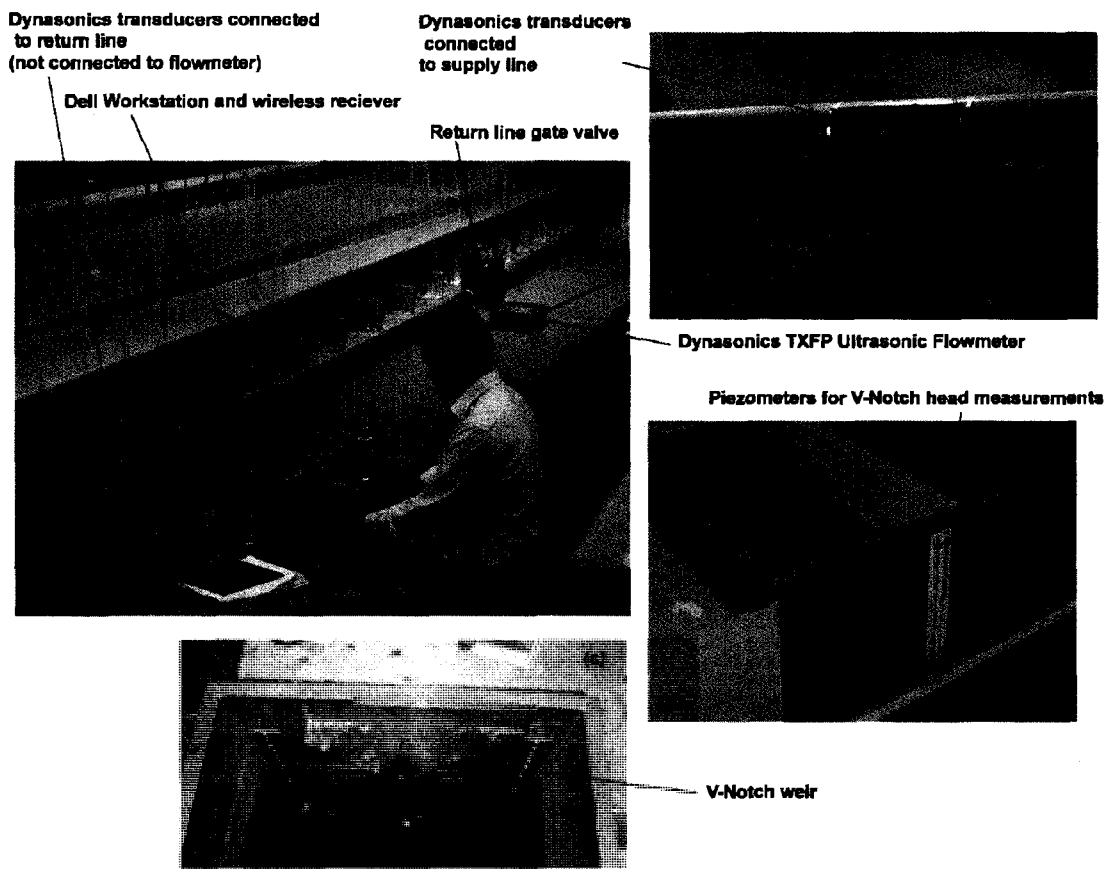 Dynasonics transducers connected
to return line
(not connected to flowmeter)
Dell Workstation and wireless reciever
Dynasonics transducers
connected
to supply line
Return line gate valve
Dynasonics TXFP Ultrasonic Flowmeter
Piezometers for V-Notch head measurements
(c)
V-Notch weir